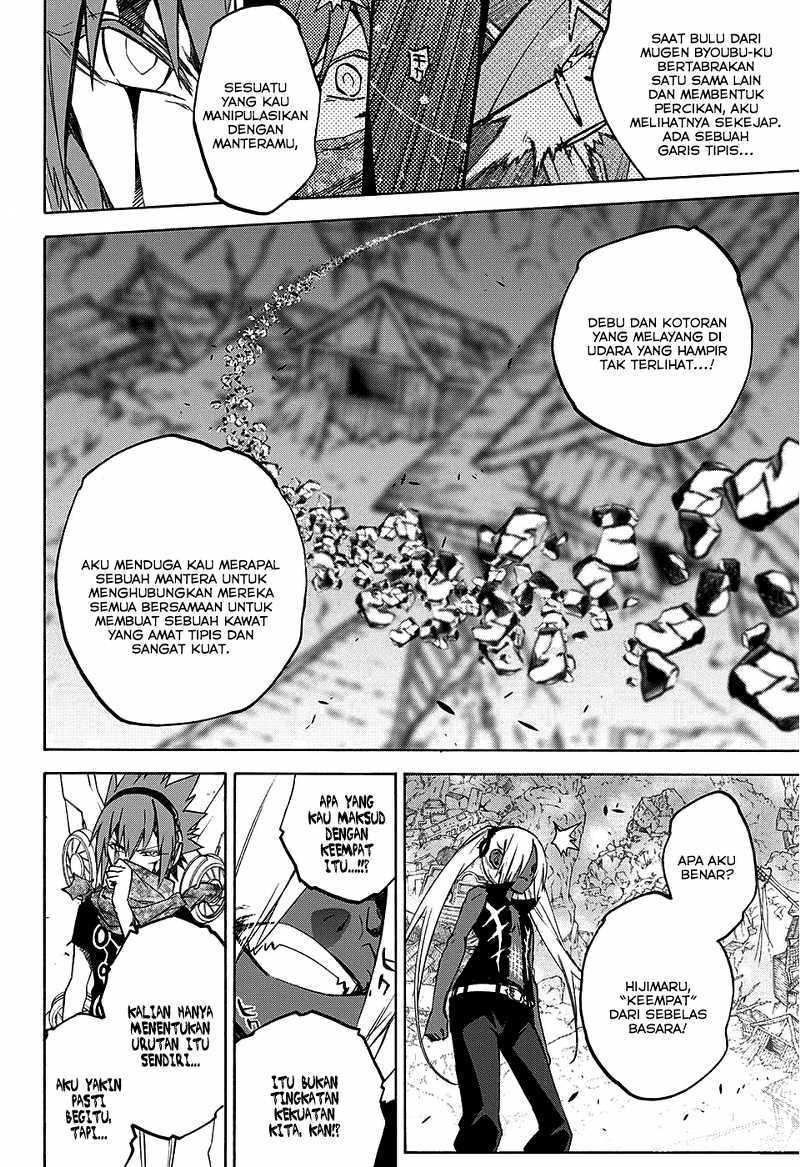 SAAT BULU DARI
MUGEN BYOUBU-KU
BERTABRAKAN
SATU SAMA LAIN
DAN MEMBENTUK
PERCIKAN, AKU
MELIHATNYA SEKEJAP.
ADA SEBUAH
GARIS TIPIS...
SESUATU
YANG KAU
MANIPULASIKAN
DENGAN
MANTERAMU,
DEBU DAN KOTORAN
YANG MELAYANG DI
UDARA YANG HAMPIR
TAK TERLIHAT...!
AKU MENDUGA KAU MERAPAL
SEBUAH MANTERA UNTUK
MENGHUBUNGKAN MEREKA
SEMUA BERSAMAAN UNTUK
MEMBUAT SEBUAH KAWAT
YANG AMAT TIPIS DAN
SANGAT KUAT.
APA AKU
BENAR?
HIJIMARU,
"KEEMPAT"
DARI SEBELAS
BASARA!
APA YANG
KAU MAKSUD
DENGAN
KEEMPAT
ITU...!!?
ITU BUKAN
TINGKATAN
KEKUATAN
KITA, KAN!?
KALIAN HANYA
MENENTUKAN
URUTAN ITU
SENDIRI...
AKU YAKIN
PASTI
BEGITU,
TAPI...